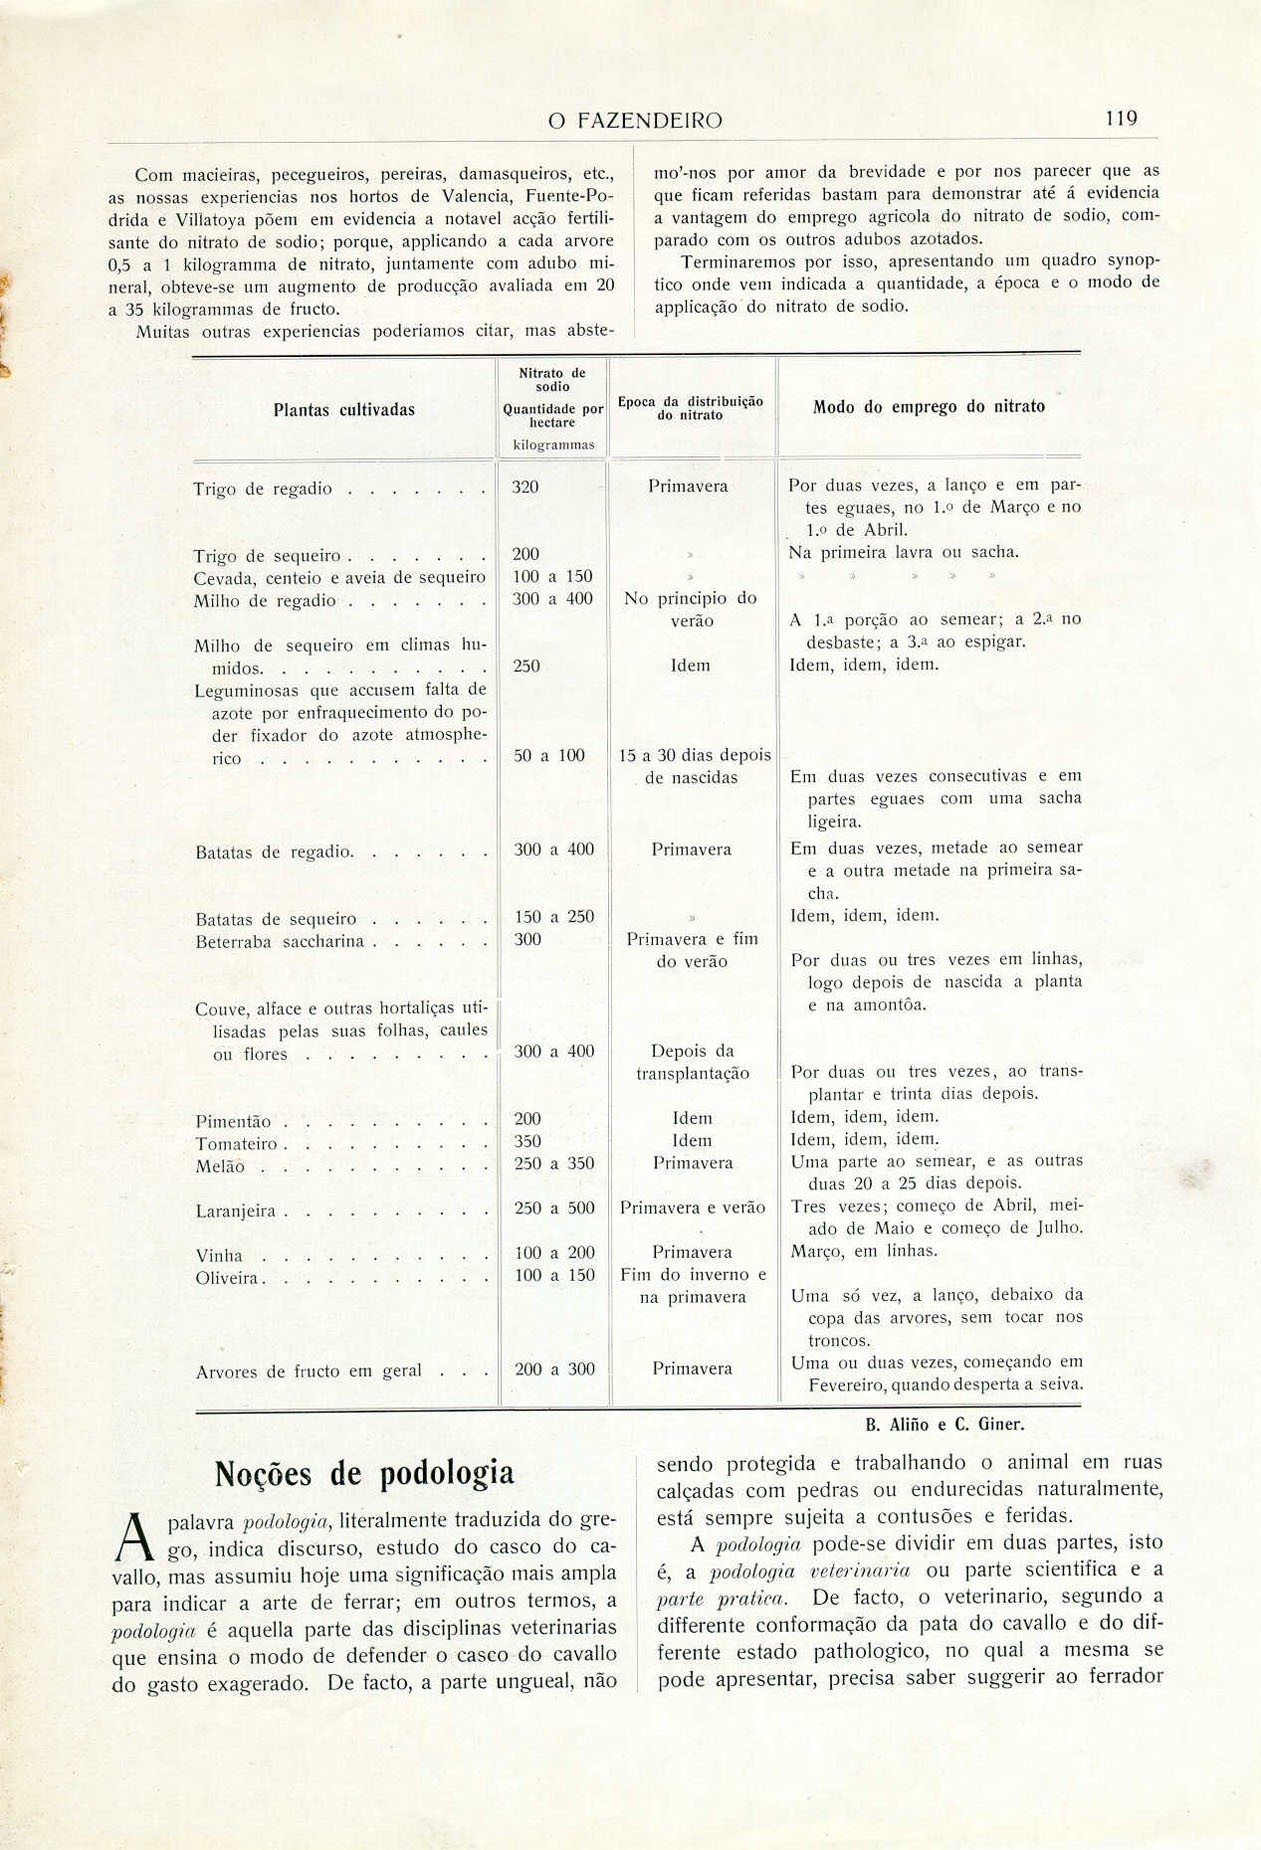 O FAZENDEIRO
119
Com macieiras, pecegueiros, pereiras, damasqueiros, etc.,
as nossas experiencias nos hortos de Valencia, Fuente-Po-
drida e Villatoya põem em evidencia a notavel acção fertili-
sante do nitrato de sodio; porque, applicando a cada arvore
0,5 a 1 kilogramma de nitrato, juntamente com adubo mi-
neral, obteve-se um augmento de producção avaliada em 20
a 35 kilogrammas de fructo.
Muitas outras experiencias poderiamos citar, mas abste-
mo'-nos por amor da brevidade e por nos parecer que as
que ficam referidas bastam para demonstrar até á evidencia
a vantagem do emprego agricola do nitrato de sodio, com-
parado com os outros adubos azotados.
Terminaremos por isso, apresentando um quadro synop-
tico onde vem indicada a quantidade, a época e o modo de
applicação do nitrato de sodio.
Plantas cultivadas
Nitrato de
sodio
Quantidade por
hectare
kilogrammas
Epoca da distribuição
do nitrato
Modo do emprego do nitrato
Trigo de regadio . . . . . . . 320 Primavera Por duas vezes, a lanço e em par-
tes eguaes, no 1.º de Março e no
1.º de Abril.
Trigo de sequeiro . . . . . . . 200 » Na primeira lavra ou sacha.
Cevada, centeio e aveia de sequeiro 100 a 150 » » » » » »
Milho de regadio . . . . . . . 300 a 400 No principio do
verão A 1.ª porção ao semear; a 2.ª no
desbaste; a 3.ª ao espigar.
Milho de sequeiro em climas hu-
midos. . . . . . . . . . . 250 Idem Idem, idem, idem.
Leguminosas que accusem falta de
azote por enfraquecimento do po-
der fixador do azote atmosphe-
rico . . . . . . . . . . . 50 a 100 15 a 30 dias depois
de nascidas Em duas vezes consecutivas e em
partes eguaes com uma sacha
ligeira.
Batatas de regadio. . . . . . . 300 a 400 Primavera Em duas vezes, metade ao semear
e a outra metade na primeira sa-
cha.
Batatas de sequeiro . . . . . . 150 a 250 » Idem, idem, idem.
Beterraba saccharina . . . . . . 300 Primavera e fim
do verão Por duas ou tres vezes em linhas,
logo depois de nascida a planta
e na amontôa.
Couve, alface e outras hortaliças uti-
lisadas pelas suas folhas, caules
ou flores . . . . . . . . . 300 a 400 Depois da
transplantação Por duas ou tres vezes, ao trans-
plantar e trinta dias depois.
Pimentão . . . . . . . . . . 200 Idem Idem, idem, idem.
Tomateiro . . . . . . . . . . 350 Idem Idem, idem, idem.
Melão . . . . . . . . . . . 250 a 350 Primavera Uma parte ao semear, e as outras
duas 20 a 25 dias depois.
Laranjeira . . . . . . . . . . 250 a 500 Primavera e verão Tres vezes; começo de Abril, mei-
ado de Maio e começo de Julho.
Vinha . . . . . . . . . . . 100 a 200 Primavera Março, em linhas.
Oliveira. . . . . . . . . . . 100 a 150 Fim do inverno e
na primavera Uma só vez, a lanço, debaixo da
copa das arvores, sem tocar nos
troncos.
Arvores de fructo em geral . . . 200 a 300 Primavera Uma ou duas vezes, começando em
Fevereiro, quando desperta a seiva.
B. Aliño e C. Giner.
Noções de podologia
A palavra podologia, literalmente traduzida do gre-
go, indica discurso, estudo do casco do ca-
vallo, mas assumiu hoje uma significação mais ampla
para indicar a arte de ferrar; em outros termos, a
podologia é aquella parte das disciplinas veterinarias
que ensina o modo de defender o casco do cavallo
do gasto exagerado. De facto, a parte ungueal, não
sendo protegida e trabalhando o animal em ruas
calçadas com pedras ou endurecidas naturalmente,
está sempre sujeita a contusões e feridas.
A podologia pode-se dividir em duas partes, isto
é, a podologia veterinaria ou parte scientifica e a
parte pratica. De facto, o veterinario, segundo a
differente conformação da pata do cavallo e do dif-
ferente estado pathologico, no qual a mesma se
pode apresentar, precisa saber suggerir ao ferrador